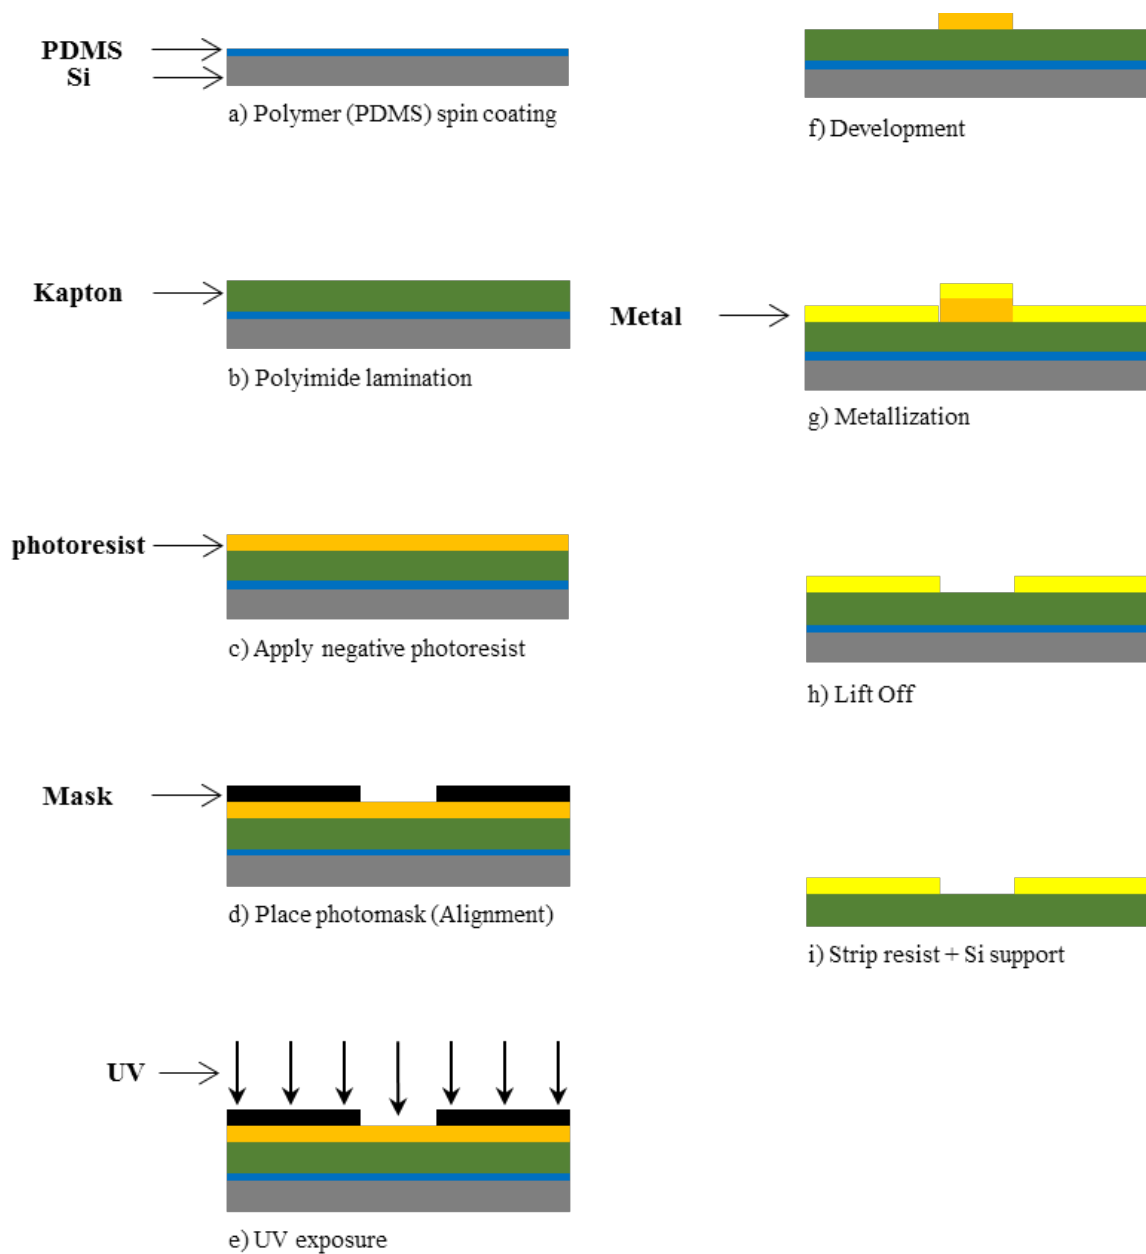 PDMS
Si
a) Polymer (PDMS) spin coating
Kapton
b) Polyimide lamination
photoresist
c) Apply negative photoresist
Mask
d) Place photomask (Alignment)
UV
e) UV exposure
f) Development
Metal
g) Metallization
h) Lift Off
i) Strip resist + Si support